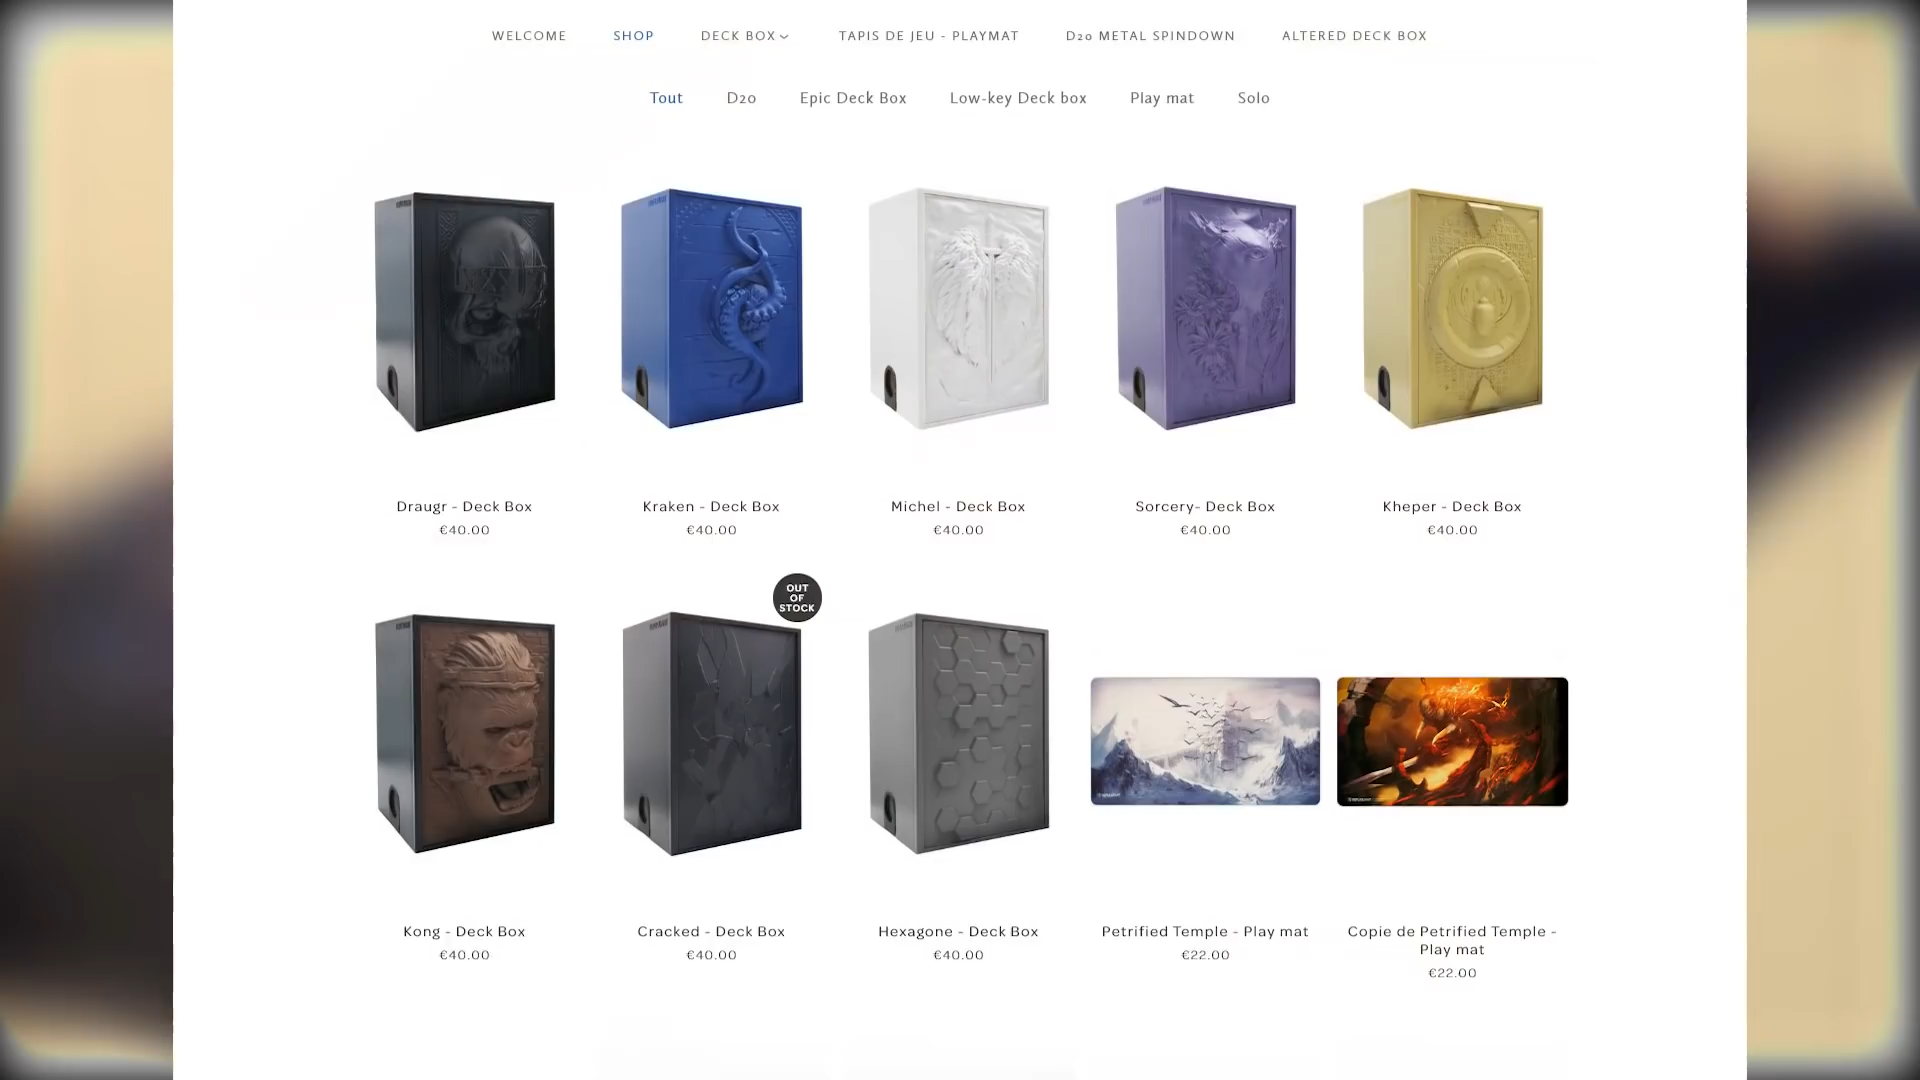 WELCOME SHOP DECK BOX TAPIS DE JEU - PLAYMAT D20 METAL SPINDOWN ALTERED DECK BOX
Tout D20 Epic Deck Box Low-key Deck box Play mat Solo
Draugr - Deck Box
€40.00
Kraken - Deck Box
€40.00
Michel - Deck Box
€40.00
Sorcery- Deck Box
€40.00
Kheper - Deck Box
€40.00
OUT
OF
STOCK
Kong - Deck Box
€40.00
Cracked - Deck Box
€40.00
Hexagone - Deck Box
€40.00
Petrified Temple - Play mat
€22.00
Copie de Petrified Temple -
Play mat
€22.00